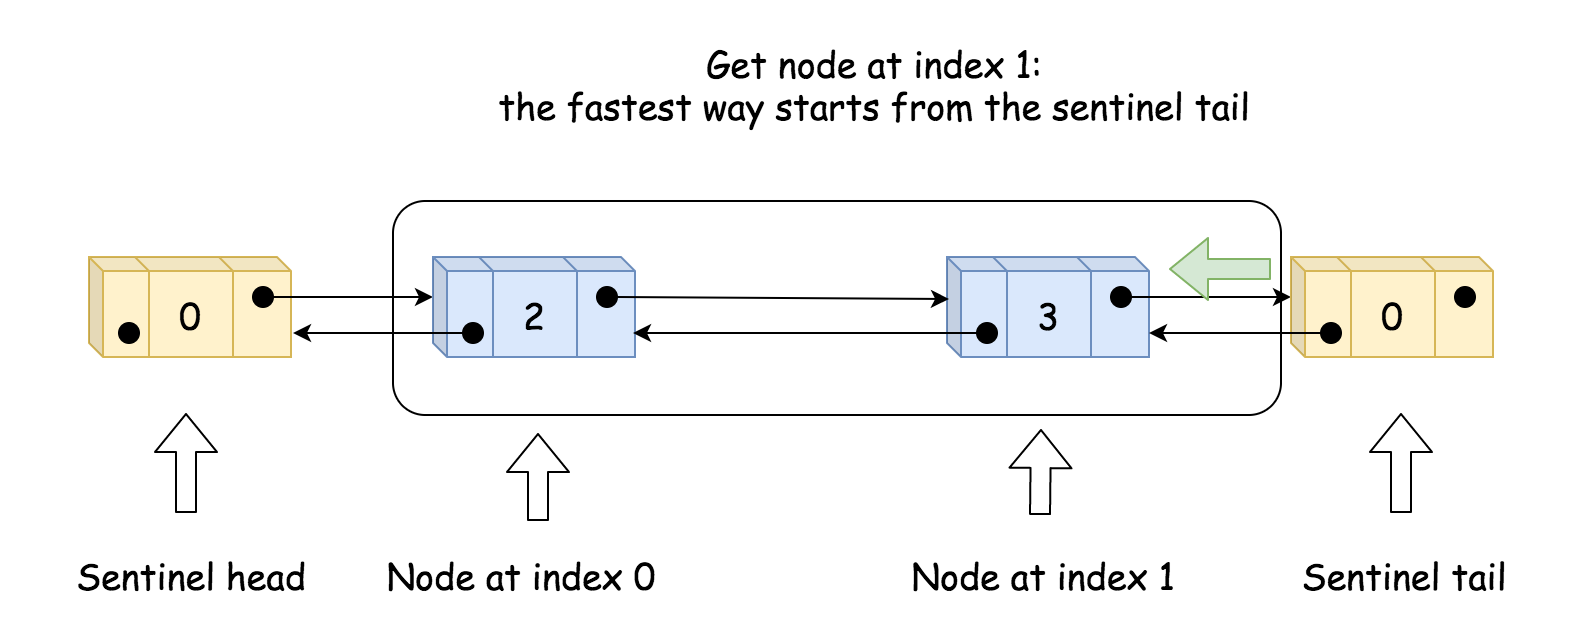 Get node at index 1:
the fastest way starts from the sentinel tail
0
2
3
0
Sentinel head
Node at index 0
Node at index 1
Sentinel tail